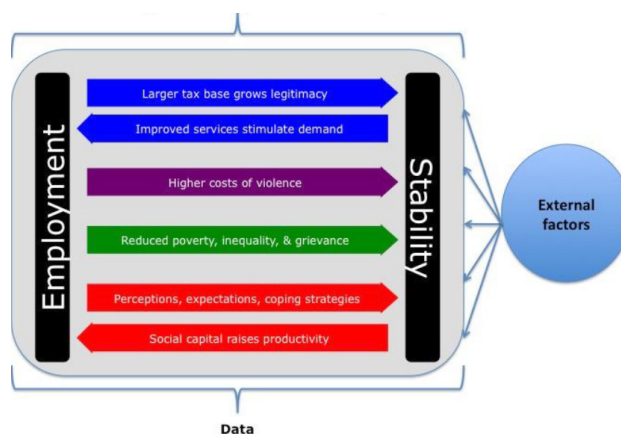 Employment
Larger tax base grows legitimacy
Improved services stimulate demand
Higher costs of violence
Reduced poverty, inequality, & grievance
Perceptions, expectations, coping strategies
Social capital raises productivity
Stability
External
factors
Data